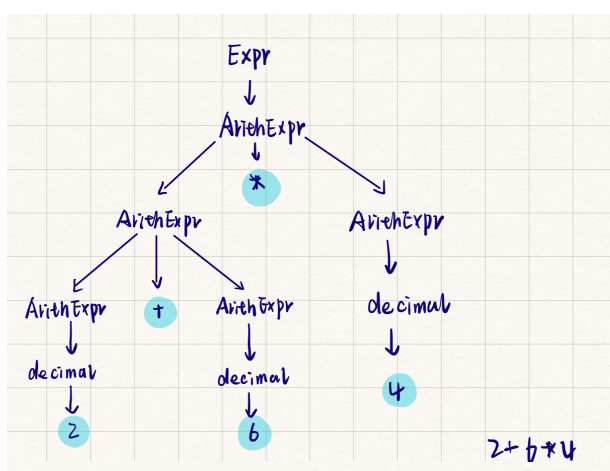 Expr
ArithExpr
*
ArithExpr
ArithExpr
ArithExpr
+
ArithExpr
decimal
decimal
decimal
4
2
6
2+6*4